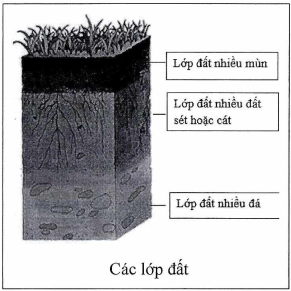 Lớp đất nhiều mùn
Lớp đất nhiều đất
sét hoặc cát
Lớp đất nhiều đá
Các lớp đất